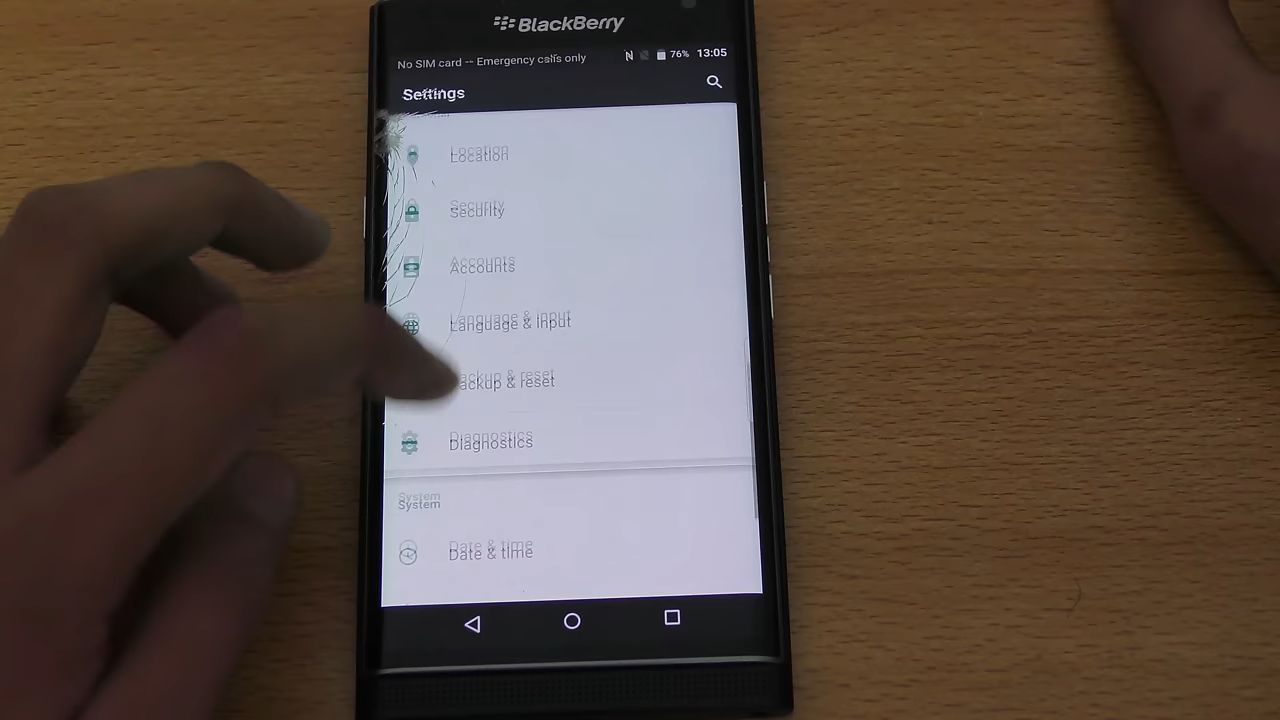 BlackBerry
No SIM card -- Emergency calls only
76% 13:05
Settings
Location
Security
Accounts
Language & input
ackup & reset
Diagnostics
System
Date & time